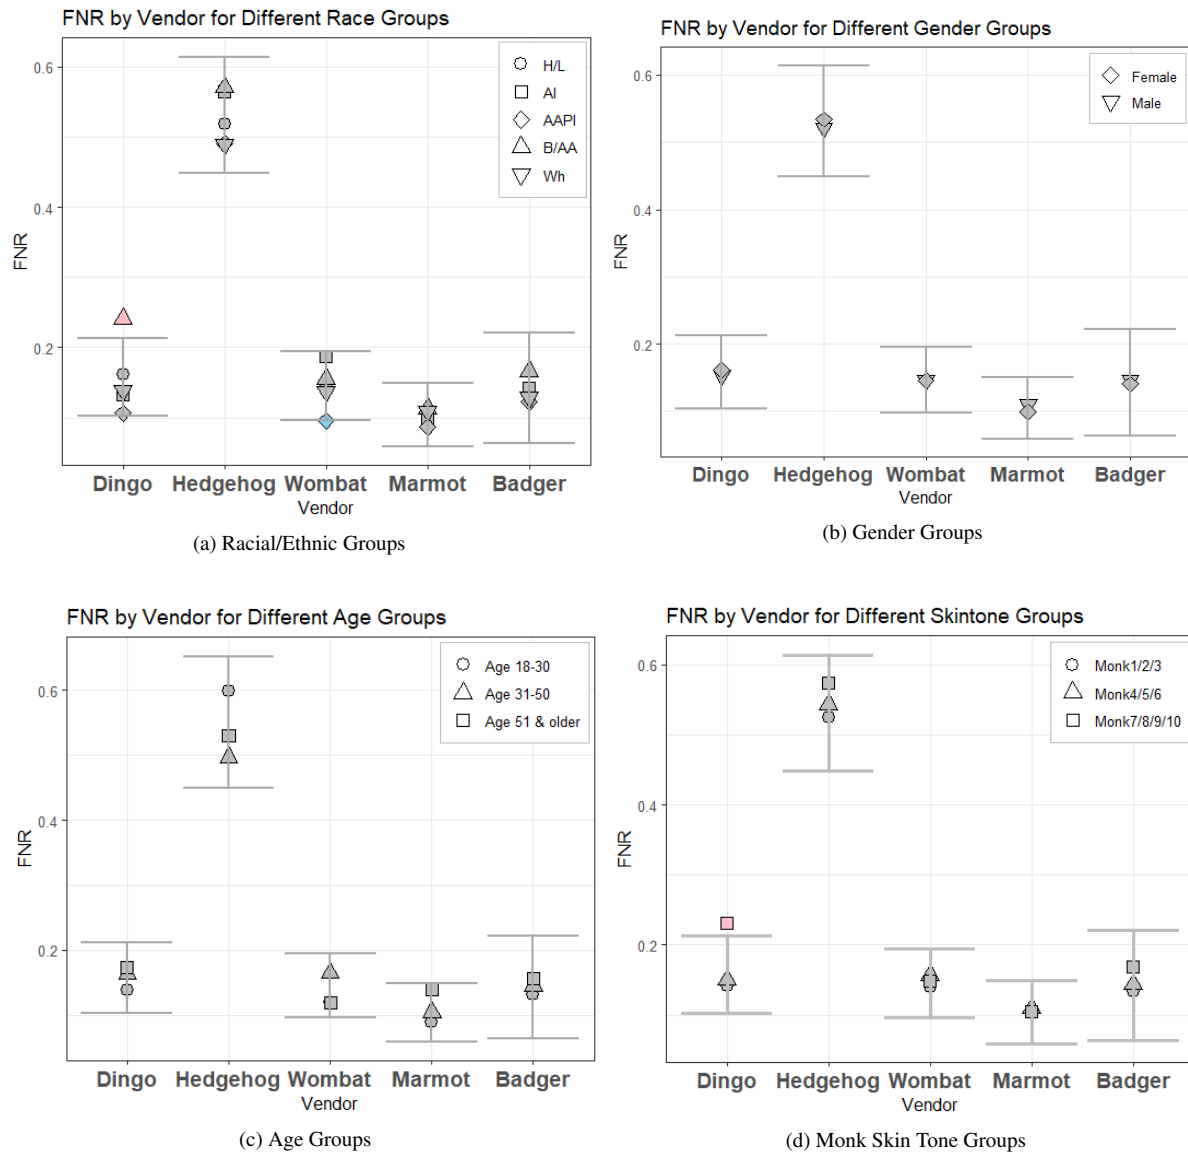 FNR by Vendor for Different Race Groups
0.6
0.4
0.2
FNR
H/L
AI
AAPI
B/AA
Wh
Dingo Hedgehog Wombat Marmot Badger
Vendor
(a) Racial/Ethnic Groups
FNR by Vendor for Different Gender Groups
0.6
0.4
0.2
FNR
Female
Male
Dingo Hedgehog Wombat Marmot Badger
Vendor
(b) Gender Groups
FNR by Vendor for Different Age Groups
0.6
0.4
0.2
FNR
Age 18-30
Age 31-50
Age 51 & older
Dingo Hedgehog Wombat Marmot Badger
Vendor
(c) Age Groups
FNR by Vendor for Different Skintone Groups
0.6
0.4
0.2
FNR
Monk1/2/3
Monk4/5/6
Monk7/8/9/10
Dingo Hedgehog Wombat Marmot Badger
Vendor
(d) Monk Skin Tone Groups